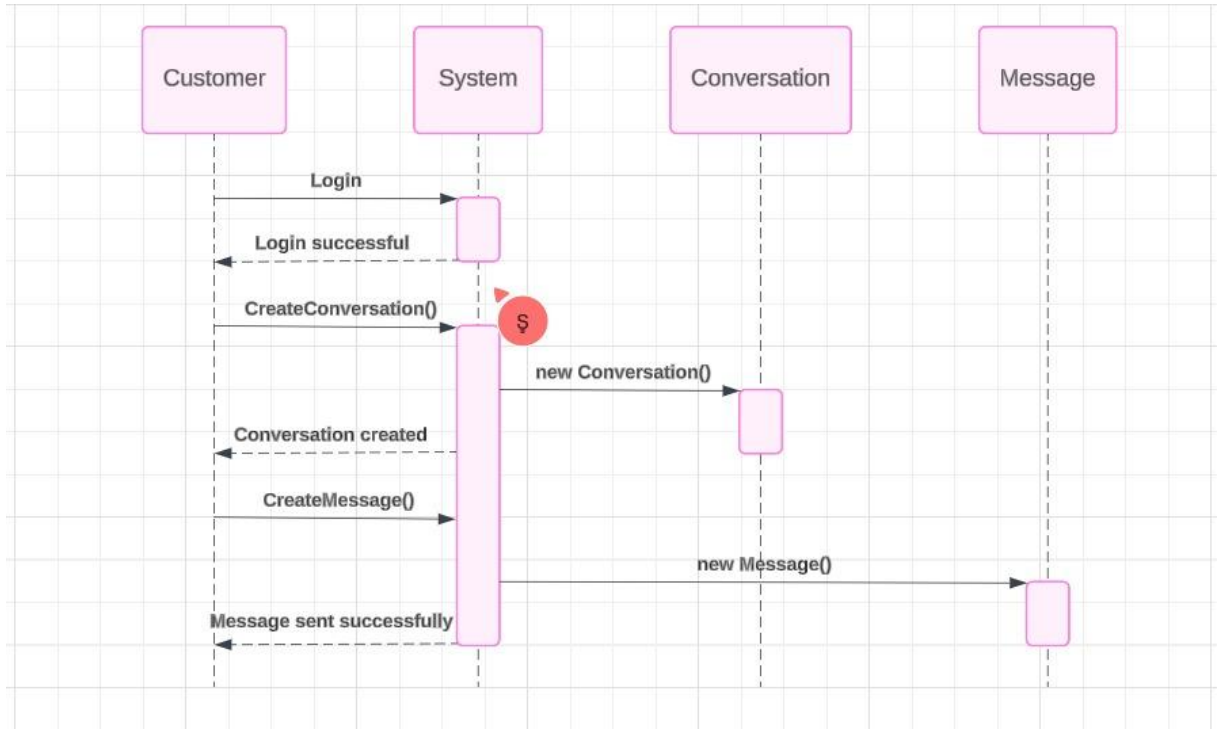 Customer
System
Conversation
Message
Login
Login successful
CreateConversation()
Ş
new Conversation()
Conversation created
CreateMessage()
new Message()
Message sent successfully